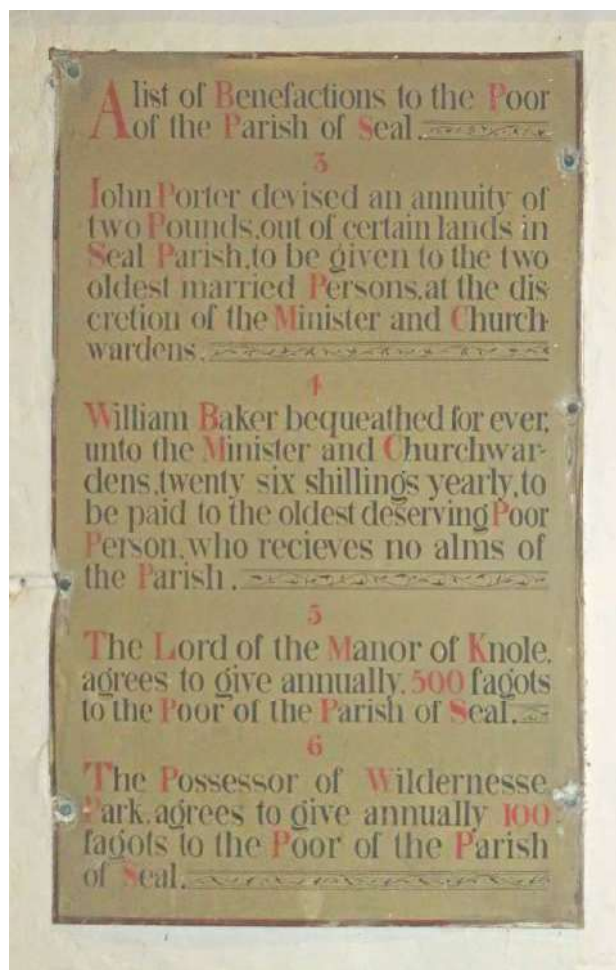 A list of Benefactions to the Poor
of the Parish of Seal.
3
John Porter devised an annuity of
two Pounds, out of certain lands in
Seal Parish, to be given to the two
oldest married Persons, at the dis-
cretion of the Minister and Church-
wardens.
4
William Baker bequeathed for ever,
unto the Minister and Churchwar-
dens, twenty six shillings yearly, to
be paid to the oldest deserving Poor
Person, who recieves no alms of
the Parish.
5
The Lord of the Manor of Knole,
agrees to give annually, 500 fagots
to the Poor of the Parish of Seal.
6
The Possessor of Wildernesse
Park, agrees to give annually 100
fagots to the Poor of the Parish
of Seal.